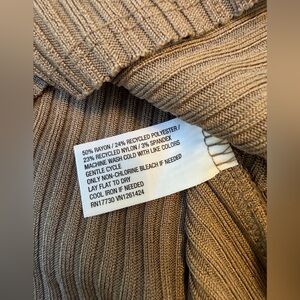 50% RAYON / 24% RECYCLED POLYESTER /
23% RECYCLED NYLON / 3% SPANDEX
MACHINE WASH COLD WITH LIKE COLORS
GENTLE CYCLE
ONLY NON-CHLORINE BLEACH IF NEEDED
LAY FLAT TO DRY
COOL IRON IF NEEDED
RN17730 VN1261424